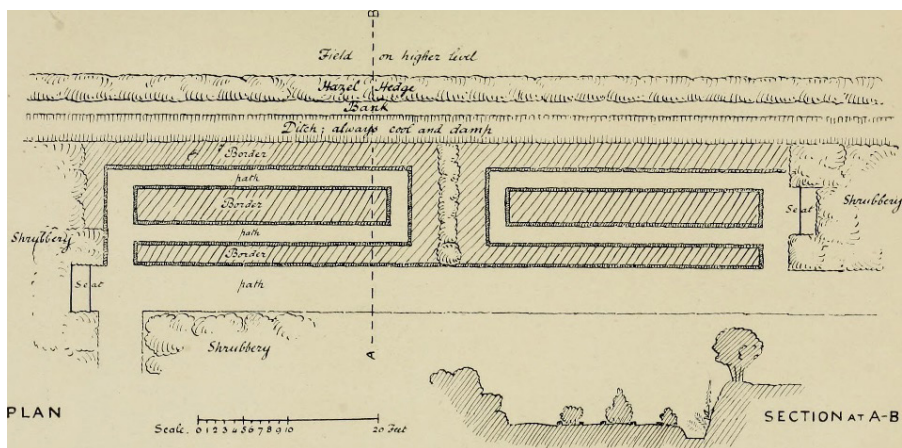 B
Field on higher level
Hazel Hedge
Bank
Ditch; always cool and damp
Border
path
Border
path
Border
path
Shrubbery
Seat
Shrubbery
Seat
Shrubbery
A
PLAN
Scale. 0 1 2 3 4 5 6 7 8 9 10 20 Feet
SECTION AT A-B